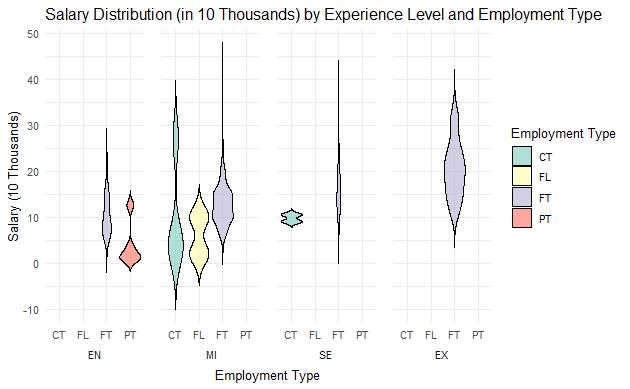 Salary Distribution (in 10 Thousands) by Experience Level and Employment Type
Salary (10 Thousands)
50
40
30
20
10
0
-10
CT FL FT PT CT FL FT PT CT FL FT PT CT FL FT PT
EN MI SE EX
Employment Type
Employment Type
CT
FL
FT
PT